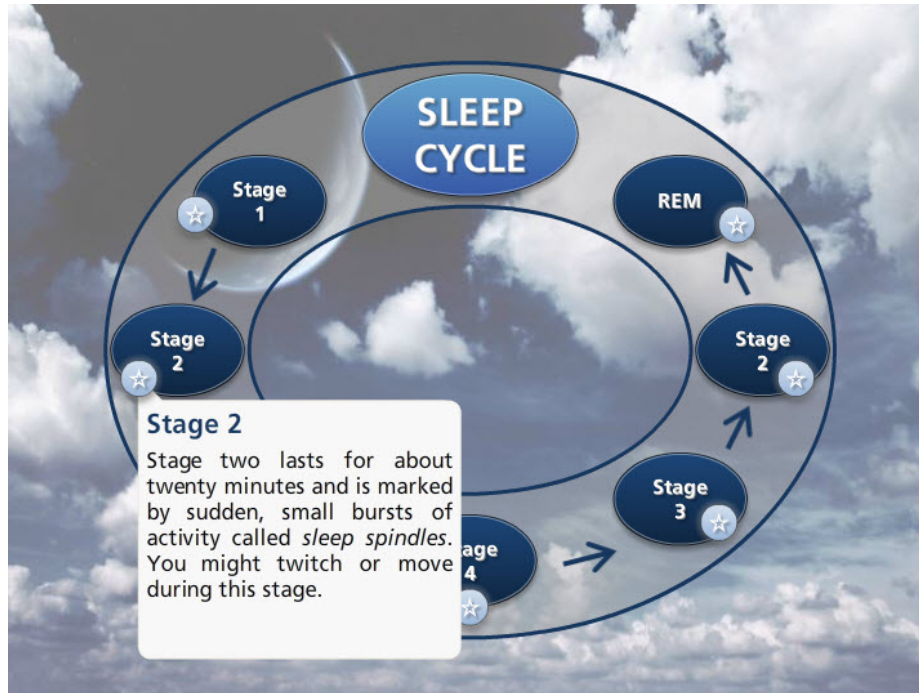 SLEEP
CYCLE
Stage
1
REM
Stage
2
Stage
2
Stage 2
Stage two lasts for about
twenty minutes and is marked
by sudden, small bursts of
activity called sleep spindles.
You might twitch or move
during this stage.
Stage
3
age
4